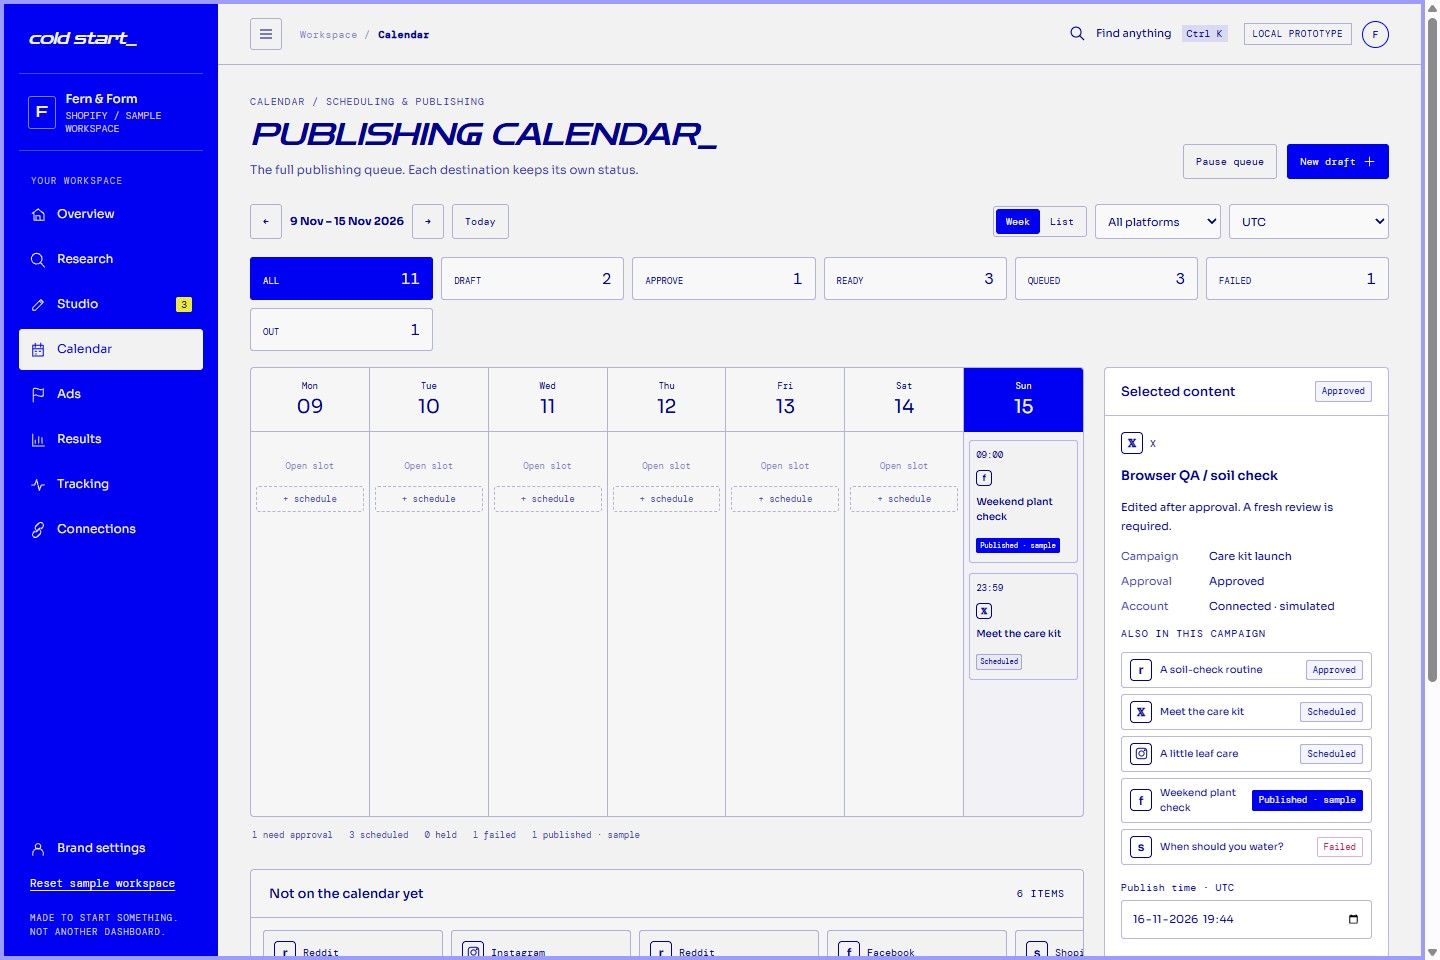 cold start_
Workspace / Calendar
Find anything
Ctrl K
LOCAL PROTOTYPE
F
F
Fern & Form
SHOPIFY / SAMPLE
WORKSPACE
YOUR WORKSPACE
Overview
Research
Studio
3
Calendar
Ads
Results
Tracking
Connections
Brand settings
Reset sample workspace
MADE TO START SOMETHING.
NOT ANOTHER DASHBOARD.
CALENDAR / SCHEDULING & PUBLISHING
PUBLISHING CALENDAR_
The full publishing queue. Each destination keeps its own status.
Pause queue
New draft +
← 9 Nov – 15 Nov 2026 → Today
Week List
All platforms
UTC
ALL 11
DRAFT 2
APPROVE 1
READY 3
QUEUED 3
FAILED 1
OUT 1
Mon Tue Wed Thu Fri Sat Sun
09 10 11 12 13 14 15
Open slot Open slot Open slot Open slot Open slot Open slot
+ schedule + schedule + schedule + schedule + schedule + schedule
09:00
f
Weekend plant
check
Published · sample
23:59
X
Meet the care kit
Scheduled
1 need approval 3 scheduled 0 held 1 failed 1 published · sample
Not on the calendar yet
6 ITEMS
r Reddit
Instagram
r Reddit
f Facebook
s Shopi
Selected content
Approved
X X
Browser QA / soil check
Edited after approval. A fresh review is
required.
Campaign Care kit launch
Approval Approved
Account Connected · simulated
ALSO IN THIS CAMPAIGN
r A soil-check routine Approved
X Meet the care kit Scheduled
A little leaf care Scheduled
f Weekend plant
check Published · sample
s When should you water? Failed
Publish time · UTC
16-11-2026 19:44